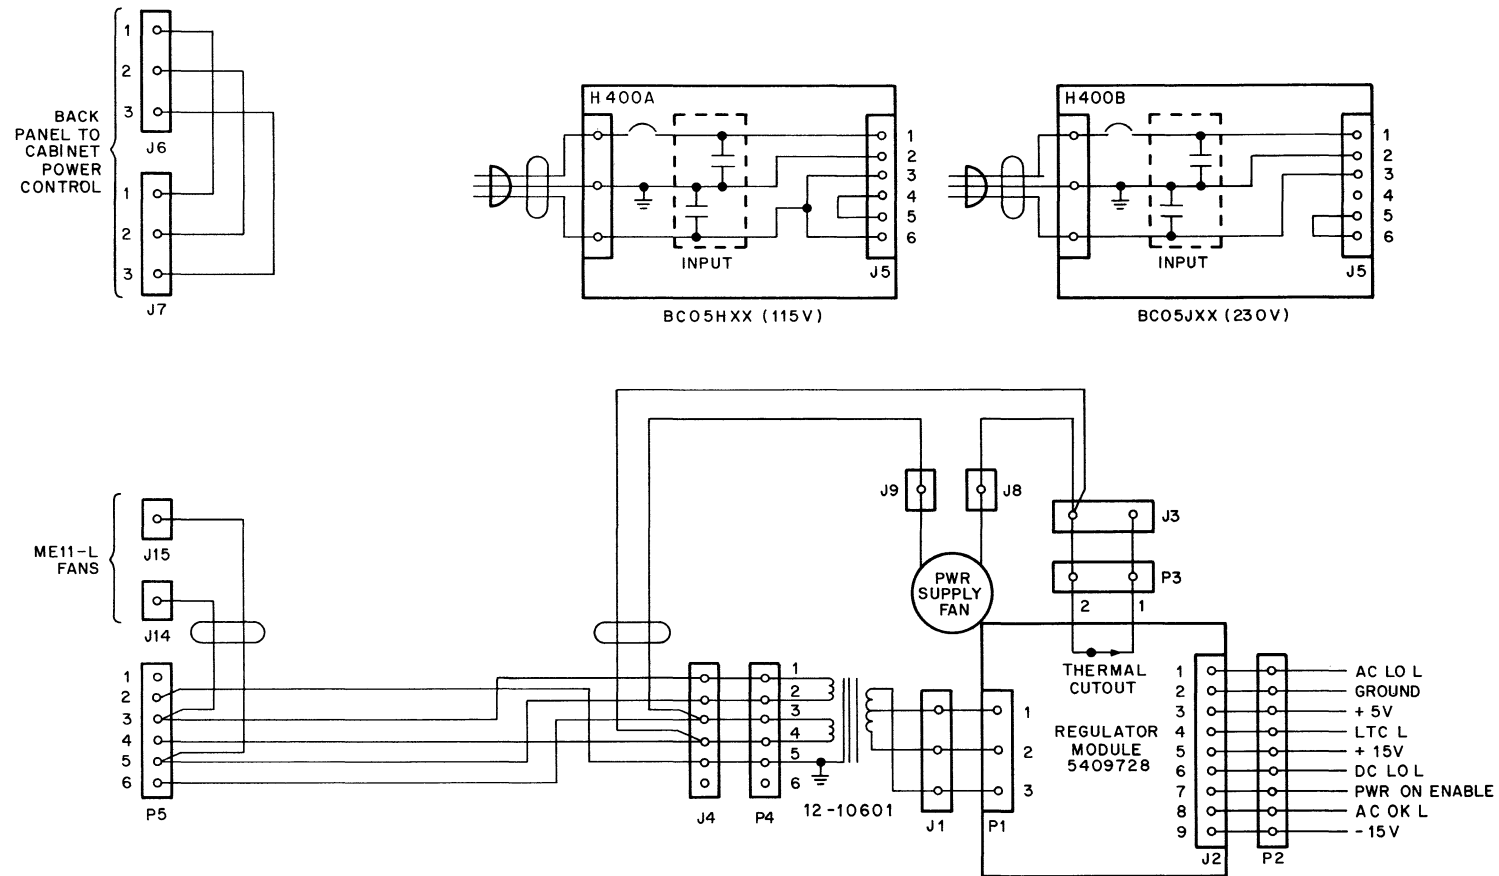 BACK
PANEL TO
CABINET
POWER
CONTROL
1
2
3
J6
1
2
3
J7
H400A
INPUT
1
2
3
4
5
6
J5
BC05HXX (115V)
H400B
INPUT
1
2
3
4
5
6
J5
BC05JXX (230V)
ME11-L
FANS
J15
J14
1
2
3
4
5
6
P5
J9
J8
PWR
SUPPLY
FAN
J3
P3
2 1
THERMAL
CUTOUT
J4
P4
1
2
3
4
5
6
12-10601
J1
P1
1
2
3
REGULATOR
MODULE
5409728
1
2
3
4
5
6
7
8
9
J2
P2
AC LO L
GROUND
+ 5V
LTC L
+ 15V
DC LO L
PWR ON ENABLE
AC OK L
-15V